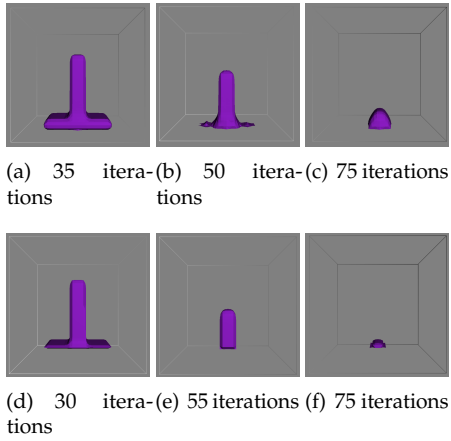 (a) 35 itera- (b) 50 itera- (c) 75 iterations
tions tions
(d) 30 itera- (e) 55 iterations (f) 75 iterations
tions